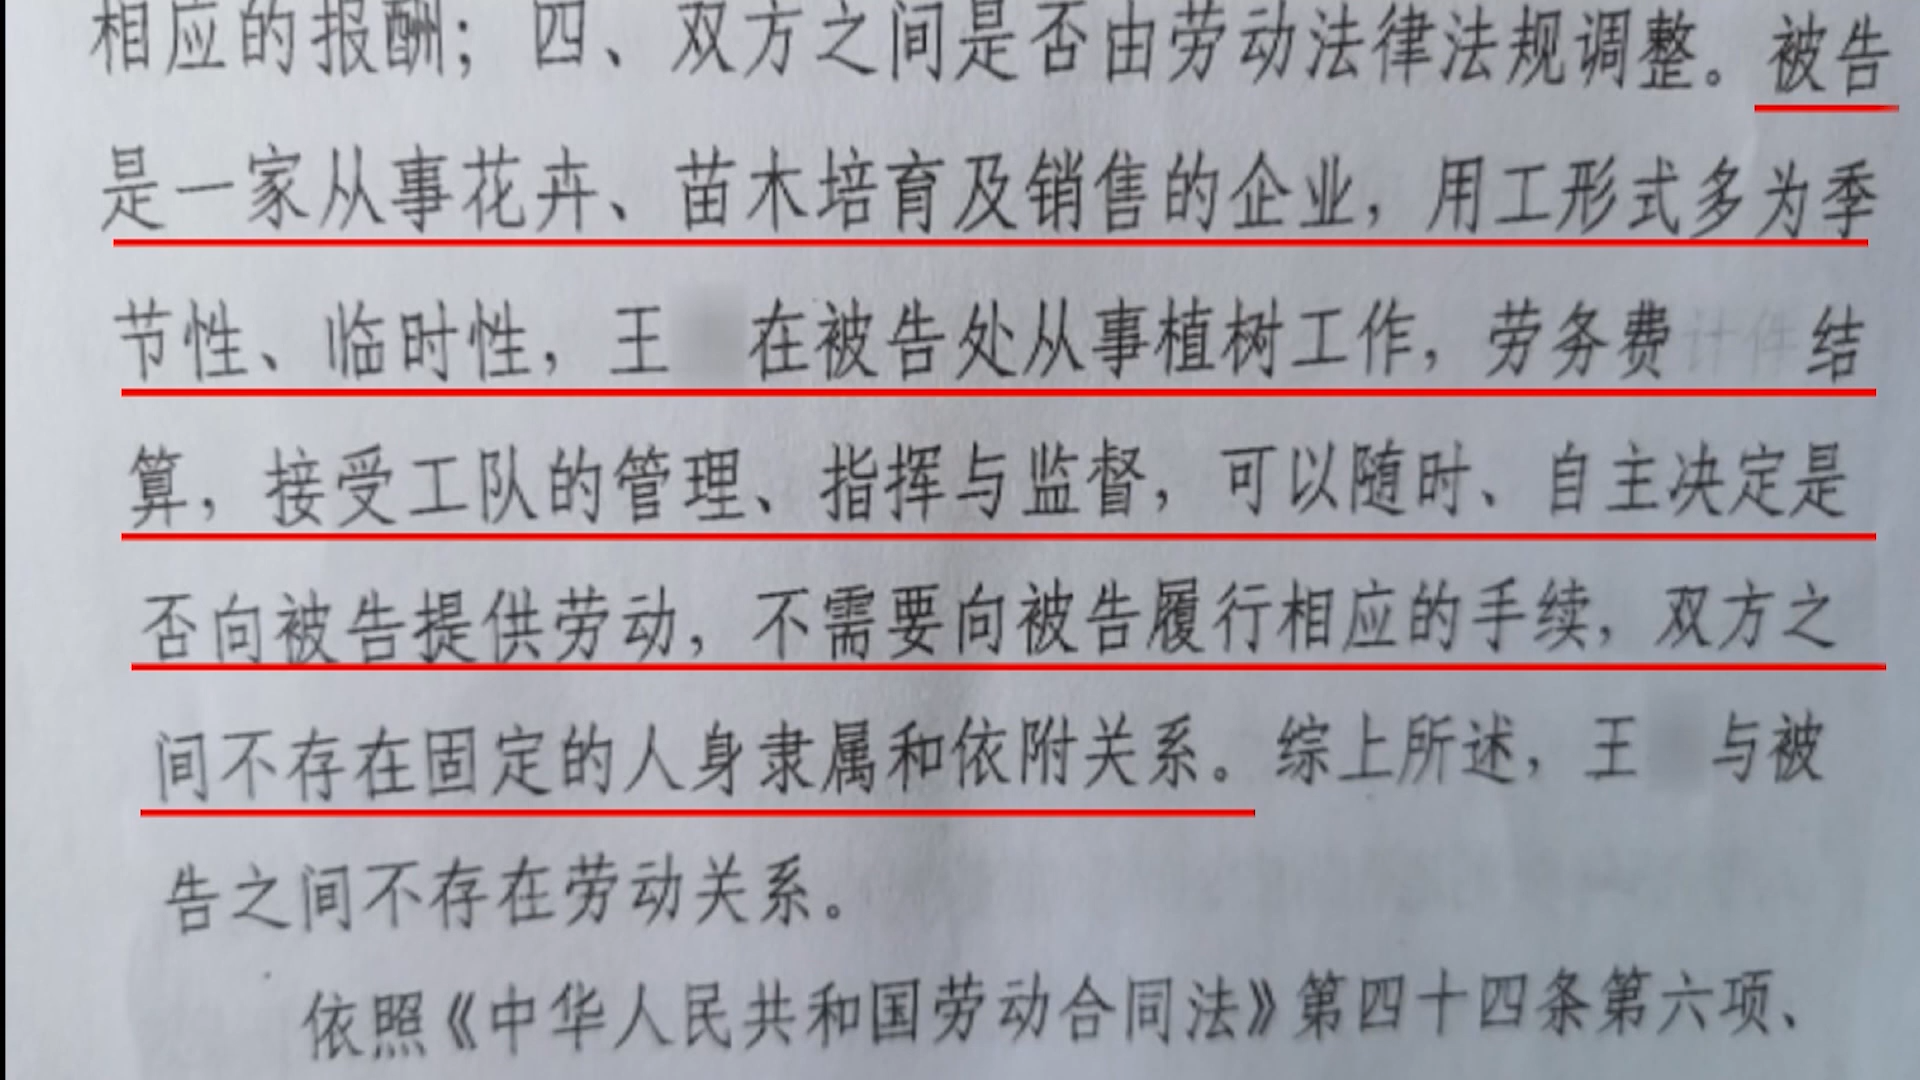 相应的报酬；四、双方之间是否由劳动法律法规调整。被告
是一家从事花卉、苗木培育及销售的企业，用工形式多为季
节性、临时性，王 在被告处从事植树工作，劳务费计件结
算，接受工队的管理、指挥与监督，可以随时、自主决定是
否向被告提供劳动，不需要向被告履行相应的手续，双方之
间不存在固定的人身隶属和依附关系。综上所述，王 与被
告之间不存在劳动关系。
依照《中华人民共和国劳动合同法》第四十四条第六项、